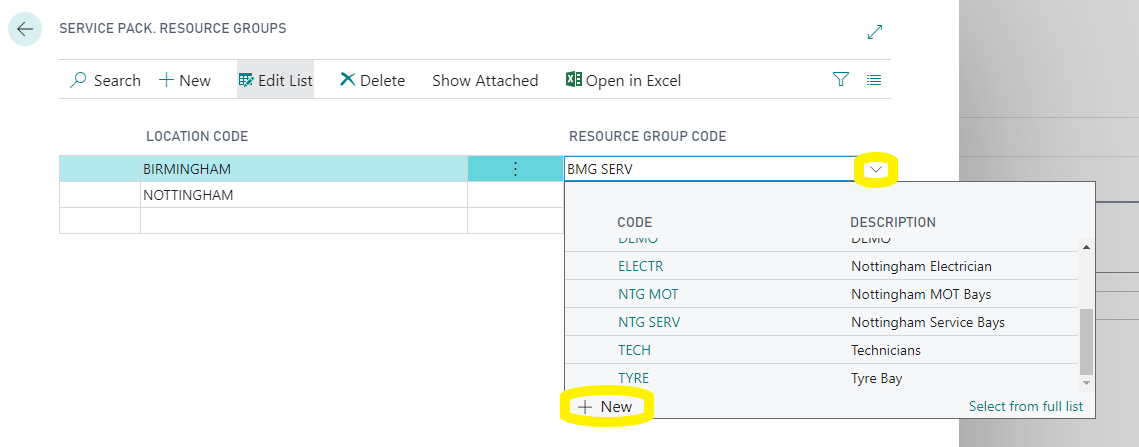 SERVICE PACK. RESOURCE GROUPS
Search New Edit List Delete Show Attached Open in Excel
LOCATION CODE RESOURCE GROUP CODE
BIRMINGHAM BMG SERV
NOTTINGHAM
CODE DESCRIPTION
DEMO DEMO
ELECTR Nottingham Electrician
NTG MOT Nottingham MOT Bays
NTG SERV Nottingham Service Bays
TECH Technicians
TYRE Tyre Bay
New Select from full list